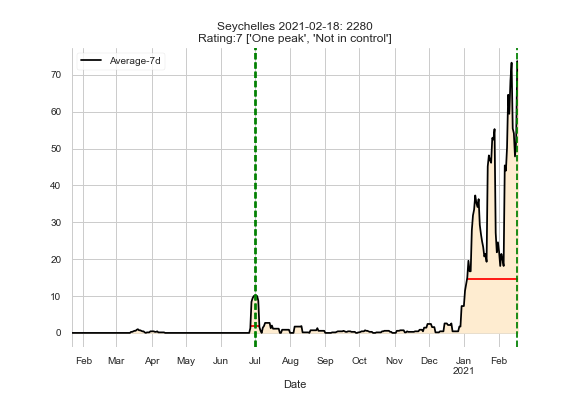 Seychelles 2021-02-18: 2280
Rating:7 ['One peak', 'Not in control']
Average-7d
70
60
50
40
30
20
10
0
Feb Mar Apr May Jun Jul Aug Sep Oct Nov Dec Jan Feb
2021
Date